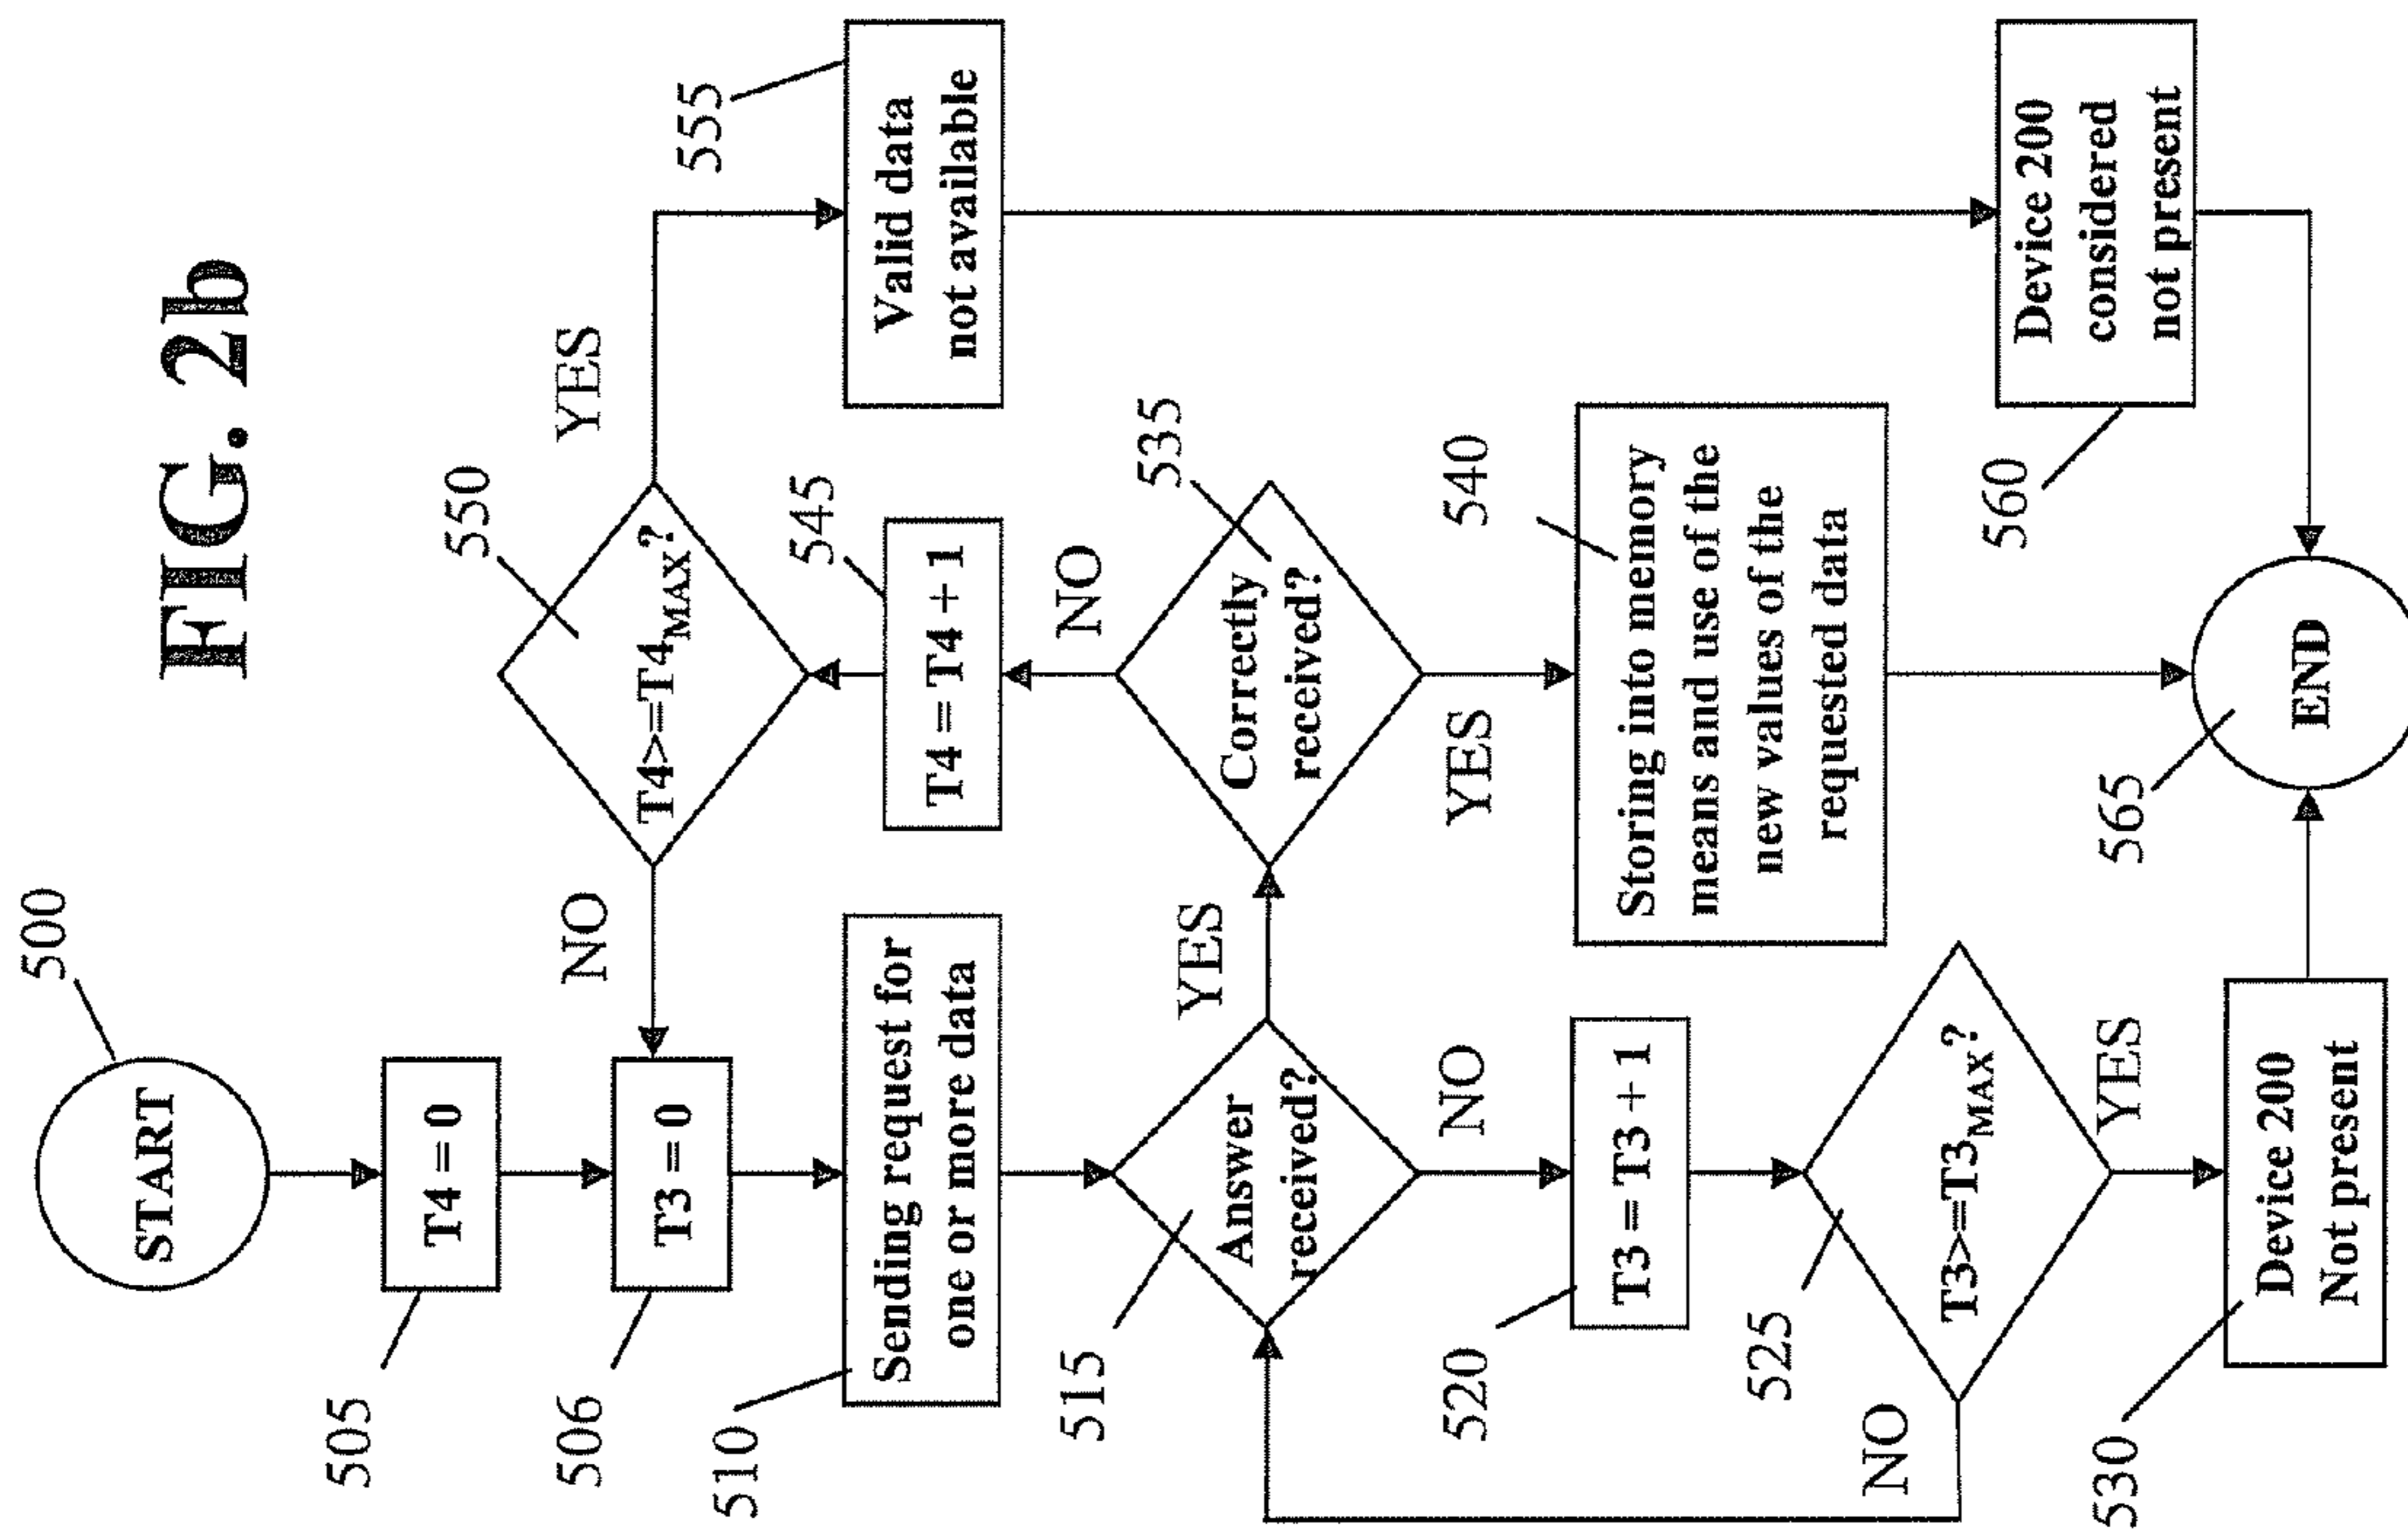 FIG. 2b
500
START
505
T4 = 0
506
T3 = 0
510
Sending request for
one or more data
515
Answer
received?
YES
NO
520
T3 = T3 + 1
525
T3>=T3MAX?
NO
YES
530
Device 200
Not present
535
Correctly
received?
NO
YES
540
Storing into memory
means and use of the
new values of the
requested data
545
T4 = T4 + 1
550
T4>=T4MAX?
NO
YES
555
Valid data
not available
560
Device 200
considered
not present
565
END